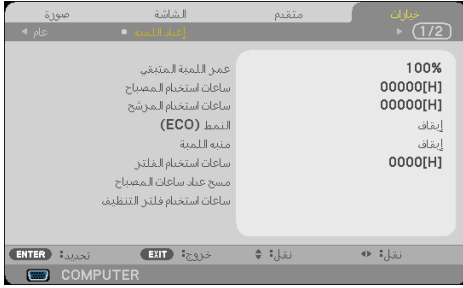 صورة الشاشة متقدم خيارات
عام إعداد اللمبة (1/2)
عمر اللمبة المتبقي 100%
ساعات استخدام المصباح 00000[H]
ساعات استخدام المرشح 00000[H]
النمط (ECO) إيقاف
منبه اللمبة إيقاف
ساعات استخدام الفلتر 0000[H]
مسح عداد ساعات المصباح
ساعات استخدام فلتر التنظيف
ENTER تحديد: EXIT خروج: نقل: نقل:
COMPUTER